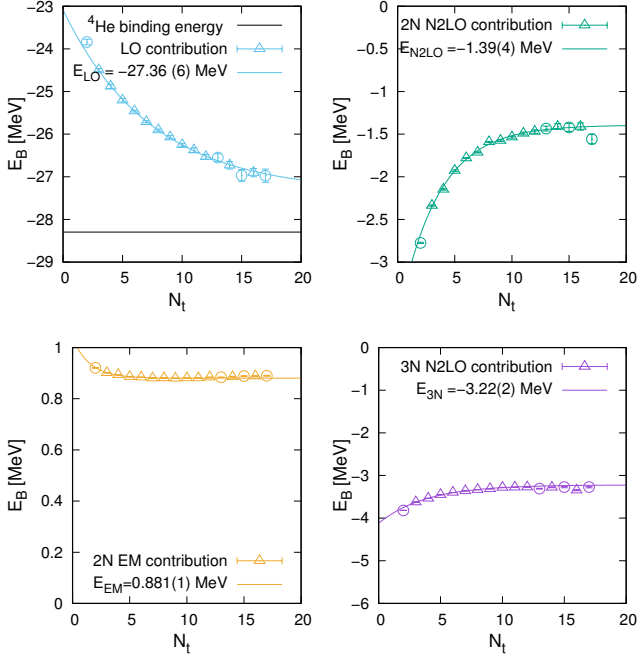 -23
-24
-25
-26
-27
-28
-29
E_B [MeV]
⁴He binding energy
LO contribution
E_LO = -27.36 (6) MeV
0 5 10 15 20
N_t
0
-0.5
-1
-1.5
-2
-2.5
-3
E_B [MeV]
2N N2LO contribution
E_N2LO =-1.39(4) MeV
0 5 10 15 20
N_t
1
0.8
0.6
0.4
0.2
0
E_B [MeV]
2N EM contribution
E_EM=0.881(1) MeV
0 5 10 15 20
N_t
0
-1
-2
-3
-4
-5
-6
E_B [MeV]
3N N2LO contribution
E_3N =-3.22(2) MeV
0 5 10 15 20
N_t